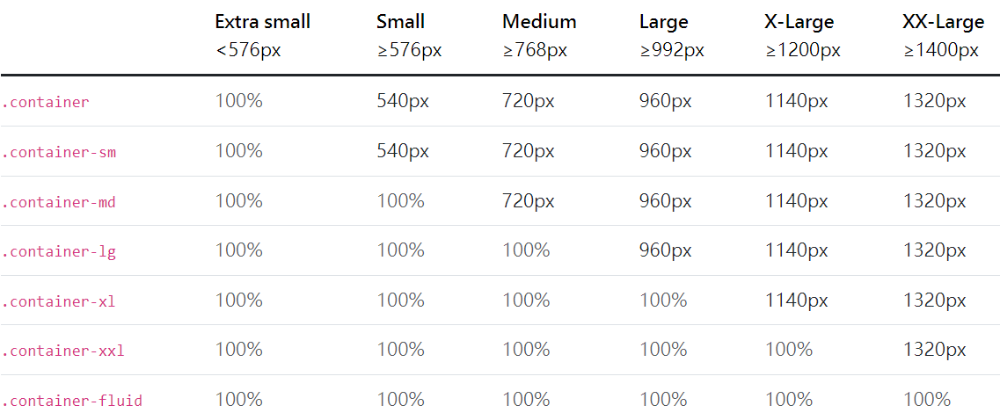 Extra small Small Medium Large X-Large XX-Large
<576px ≥576px ≥768px ≥992px ≥1200px ≥1400px
.container 100% 540px 720px 960px 1140px 1320px
.container-sm 100% 540px 720px 960px 1140px 1320px
.container-md 100% 100% 720px 960px 1140px 1320px
.container-lg 100% 100% 100% 960px 1140px 1320px
.container-xl 100% 100% 100% 100% 1140px 1320px
.container-xxl 100% 100% 100% 100% 100% 1320px
.container-fluid 100% 100% 100% 100% 100% 100%